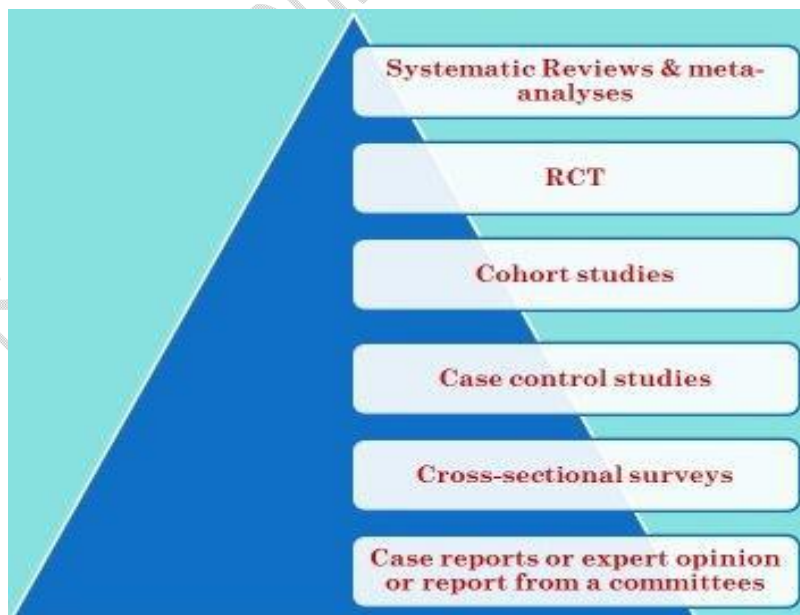 Systematic Reviews & meta-
analyses
RCT
Cohort studies
Case control studies
Cross-sectional surveys
Case reports or expert opinion
or report from a committees